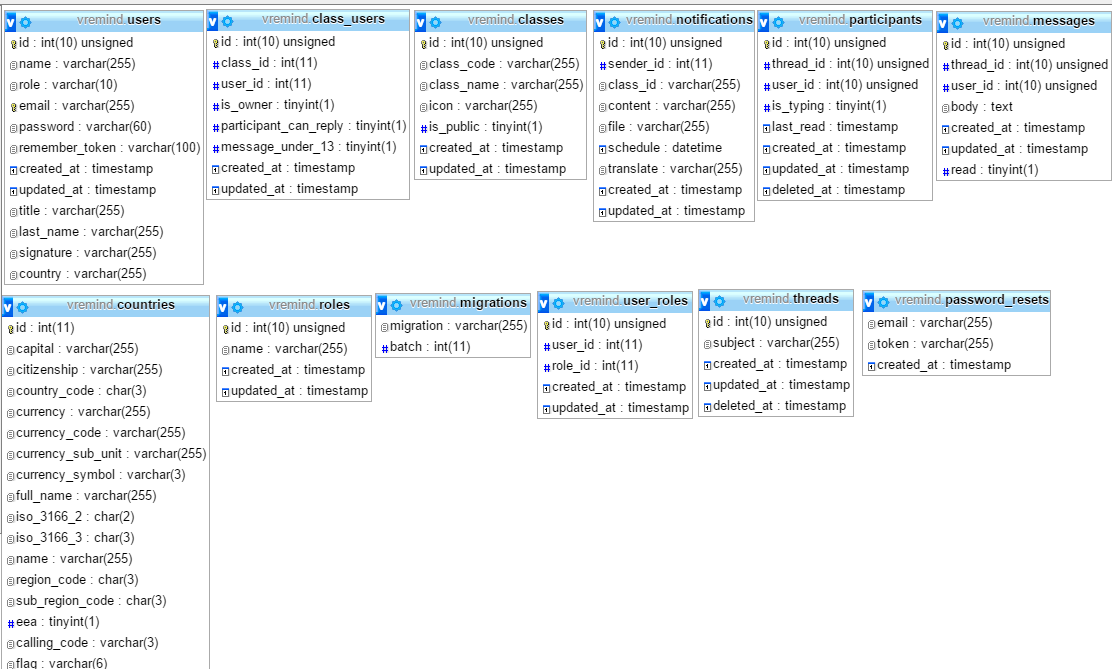 vremind.users
id : int(10) unsigned
name : varchar(255)
role : varchar(10)
email : varchar(255)
password : varchar(60)
remember_token : varchar(100)
created_at : timestamp
updated_at : timestamp
title : varchar(255)
last_name : varchar(255)
signature : varchar(255)
country : varchar(255)
vremind.class_users
id : int(10) unsigned
class_id : int(11)
user_id : int(11)
is_owner : tinyint(1)
participant_can_reply : tinyint(1)
message_under_13 : tinyint(1)
created_at : timestamp
updated_at : timestamp
vremind.classes
id : int(10) unsigned
class_code : varchar(255)
class_name : varchar(255)
icon : varchar(255)
is_public : tinyint(1)
created_at : timestamp
updated_at : timestamp
vremind.notifications
id : int(10) unsigned
sender_id : int(11)
class_id : varchar(255)
content : varchar(255)
file : varchar(255)
schedule : datetime
translate : varchar(255)
created_at : timestamp
updated_at : timestamp
vremind.participants
id : int(10) unsigned
thread_id : int(10) unsigned
user_id : int(10) unsigned
is_typing : tinyint(1)
last_read : timestamp
created_at : timestamp
updated_at : timestamp
deleted_at : timestamp
vremind.messages
id : int(10) unsigned
thread_id : int(10) unsigned
user_id : int(10) unsigned
body : text
created_at : timestamp
updated_at : timestamp
read : tinyint(1)
vremind.countries
id : int(11)
capital : varchar(255)
citizenship : varchar(255)
country_code : char(3)
currency : varchar(255)
currency_code : varchar(255)
currency_sub_unit : varchar(255)
currency_symbol : varchar(3)
full_name : varchar(255)
iso_3166_2 : char(2)
iso_3166_3 : char(3)
name : varchar(255)
region_code : char(3)
sub_region_code : char(3)
eea : tinyint(1)
calling_code : varchar(3)
flag : varchar(6)
vremind.roles
id : int(10) unsigned
name : varchar(255)
created_at : timestamp
updated_at : timestamp
vremind.migrations
migration : varchar(255)
batch : int(11)
vremind.user_roles
id : int(10) unsigned
user_id : int(11)
role_id : int(11)
created_at : timestamp
updated_at : timestamp
vremind.threads
id : int(10) unsigned
subject : varchar(255)
created_at : timestamp
updated_at : timestamp
deleted_at : timestamp
vremind.password_resets
email : varchar(255)
token : varchar(255)
created_at : timestamp